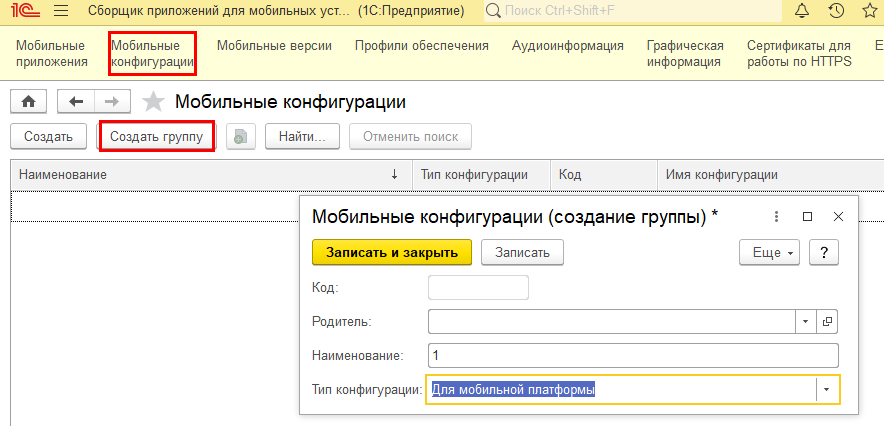 1С Сборщик приложений для мобильных уст... (1С:Предприятие) Поиск Ctrl+Shift+F
Мобильные приложения Мобильные конфигурации Мобильные версии Профили обеспечения Аудиоинформация Графическая информация Сертификаты для работы по HTTPS Е
Мобильные конфигурации
Создать Создать группу Найти... Отменить поиск
Наименование ↓ Тип конфигурации Код Имя конфигурации
Мобильные конфигурации (создание группы) *
Записать и закрыть Записать Еще ?
Код:
Родитель:
Наименование: 1
Тип конфигурации: Для мобильной платформы